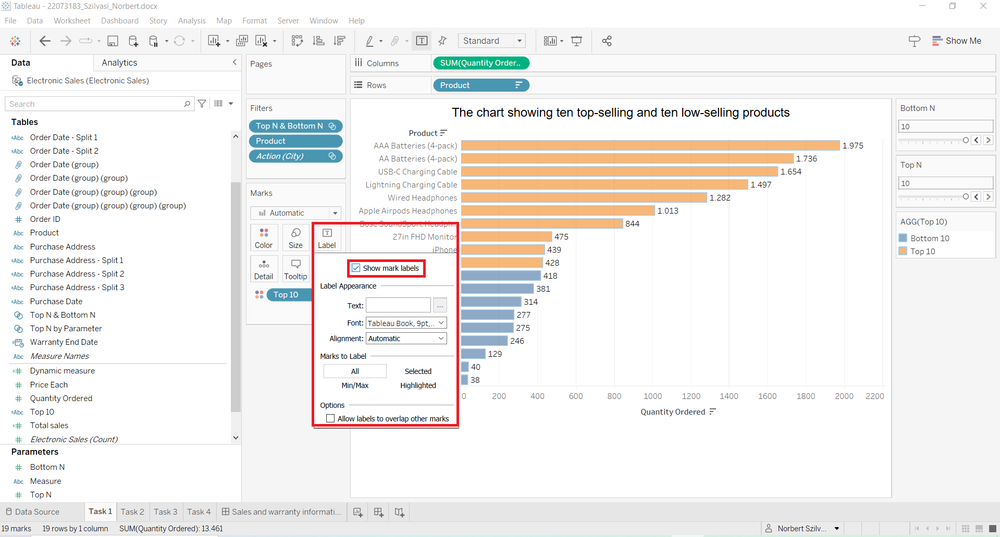 Tableau - 22073183_Szilvasi_Norbert.docx
File Data Worksheet Dashboard Story Analysis Map Format Server Window Help
Standard
Show Me
Data Analytics
Electronic Sales (Electronic Sales)
Search
Tables
=Abc Order Date - Split 1
=Abc Order Date - Split 2
Order Date (group)
Order Date (group) (group)
Order Date (group) (group) (group)
Order Date (group) (group) (group) (group)
# Order ID
Abc Product
Abc Purchase Address
=Abc Purchase Address - Split 1
=Abc Purchase Address - Split 2
=Abc Purchase Address - Split 3
=Abc Purchase Date
Top N & Bottom N
Top N by Parameter
Warranty End Date
Abc Measure Names
=# Dynamic measure
# Price Each
# Quantity Ordered
=Abc Top 10
=# Total sales
# Electronic Sales (Count)
Parameters
# Bottom N
Abc Measure
# Top N
Pages
Filters
Top N & Bottom N
Product
Action (City)
Marks
Automatic
Color Size Label
Detail Tooltip
Top 10
Show mark labels
Label Appearance
Text: ...
Font: Tableau Book, 9pt,..
Alignment: Automatic
Marks to Label
All Selected
Min/Max Highlighted
Options
Allow labels to overlap other marks
Columns SUM(Quantity Order..
Rows Product
The chart showing ten top-selling and ten low-selling products
Product
AAA Batteries (4-pack) 1.975
AA Batteries (4-pack) 1.736
USB-C Charging Cable 1.654
Lightning Charging Cable 1.497
Wired Headphones 1.282
Apple Airpods Headphones 1.013
Bose SoundSport Headph.. 844
27in FHD Monitor 475
iPhone 439
428
418
381
314
277
275
246
129
40
38
0 200 400 600 800 1000 1200 1400 1600 1800 2000 2200
Quantity Ordered
Bottom N
10
Top N
10
AGG(Top 10)
Bottom 10
Top 10
Data Source Task 1 Task 2 Task 3 Task 4 Sales and warranty informati...
19 marks 19 rows by 1 column SUM(Quantity Ordered): 13.461 Norbert Szilv...